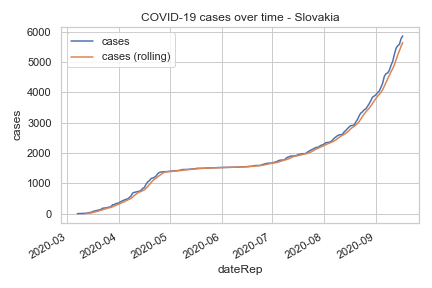 COVID-19 cases over time - Slovakia
cases
cases (rolling)
6000
5000
4000
3000
2000
1000
0
cases
2020-03
2020-04
2020-05
2020-06
2020-07
2020-08
2020-09
dateRep